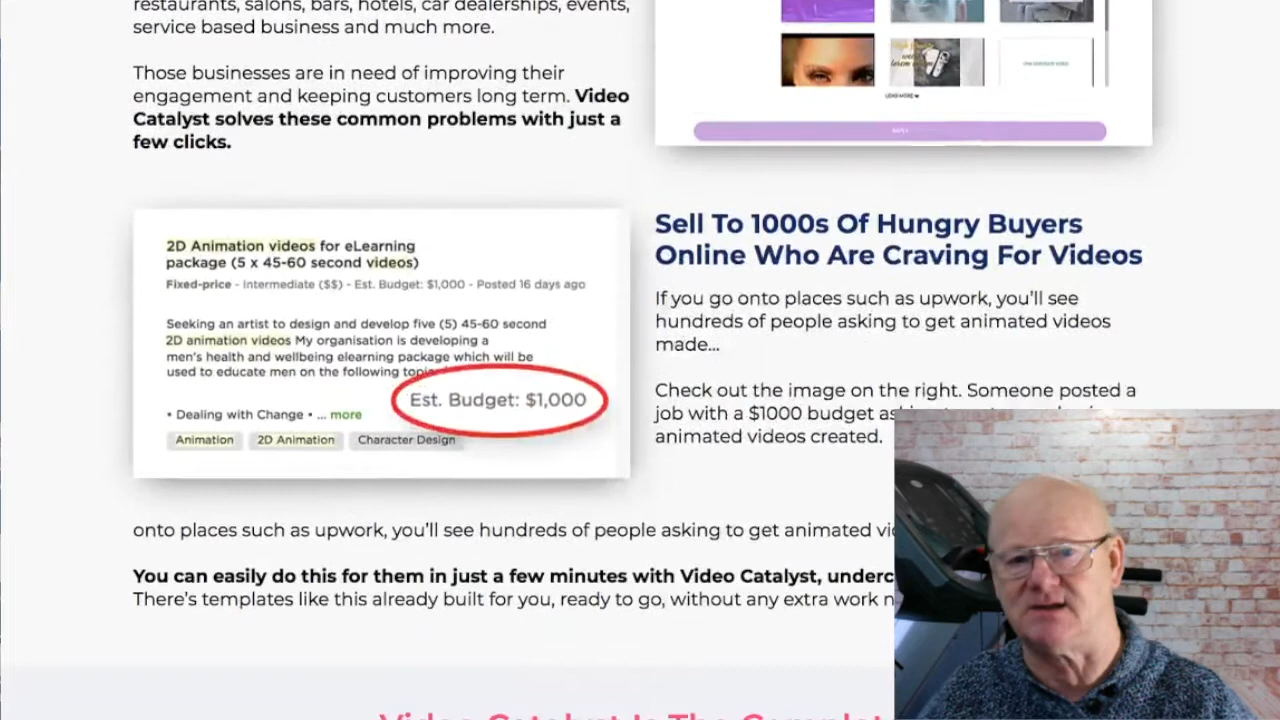 restaurants, salons, bars, hotels, car dealerships, events,
service based business and much more.
Those businesses are in need of improving their
engagement and keeping customers long term. Video
Catalyst solves these common problems with just a
few clicks.
LOAD MORE
2D Animation videos for eLearning
package (5 x 45-60 second videos)
Fixed-price - Intermediate ($$) - Est. Budget: $1,000 - Posted 16 days ago
Seeking an artist to design and develop five (5) 45-60 second
2D animation videos My organisation is developing a
men's health and wellbeing elearning package which will be
used to educate men on the following
Est. Budget: $1,000
• Dealing with Change • ... more
Animation 2D Animation Character Design
Sell To 1000s Of Hungry Buyers
Online Who Are Craving For Videos
If you go onto places such as upwork, you'll see
hundreds of people asking to get animated videos
made...
Check out the image on the right. Someone posted a
job with a $1000 budget
animated videos created.
onto places such as upwork, you'll see hundreds of people asking to get animated
You can easily do this for them in just a few minutes with Video Catalyst,
There's templates like this already built for you, ready to go, without any extra work
Video Catalyst Is The